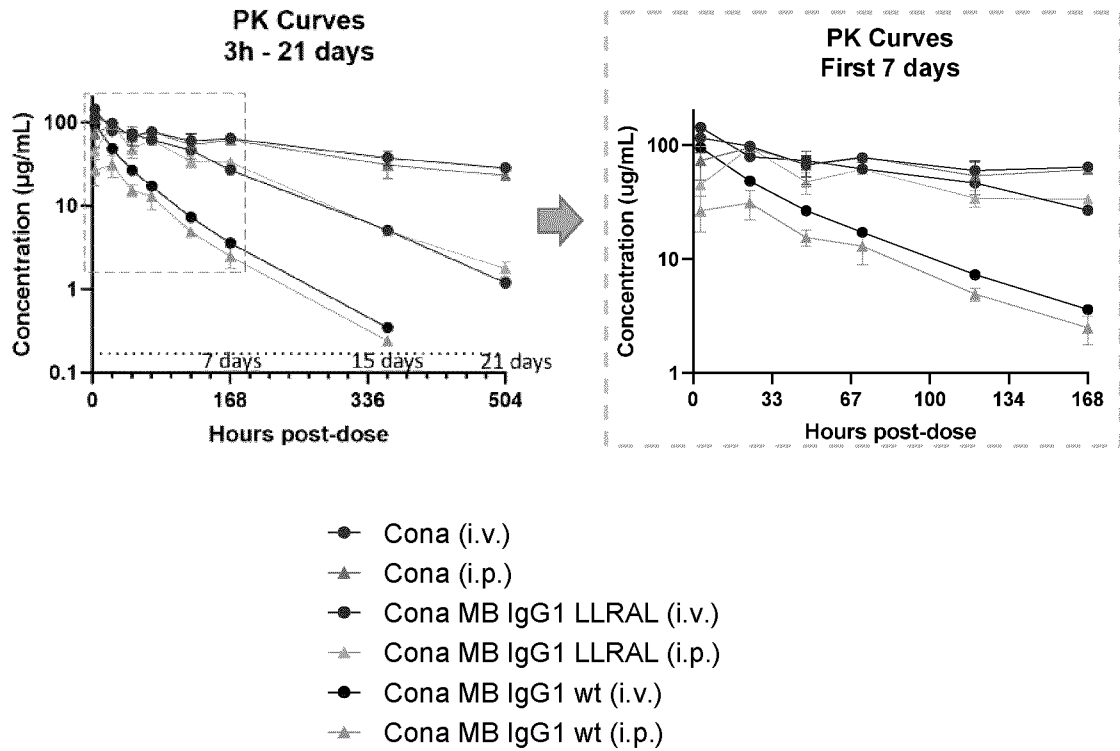 PK Curves
3h - 21 days
Concentration (µg/mL)
100
10
1
0.1
7 days
15 days
21 days
0
168
336
504
Hours post-dose
PK Curves
First 7 days
Concentration (ug/mL)
100
10
1
0
33
67
100
134
168
Hours post-dose
Cona (i.v.)
Cona (i.p.)
Cona MB IgG1 LLRAL (i.v.)
Cona MB IgG1 LLRAL (i.p.)
Cona MB IgG1 wt (i.v.)
Cona MB IgG1 wt (i.p.)